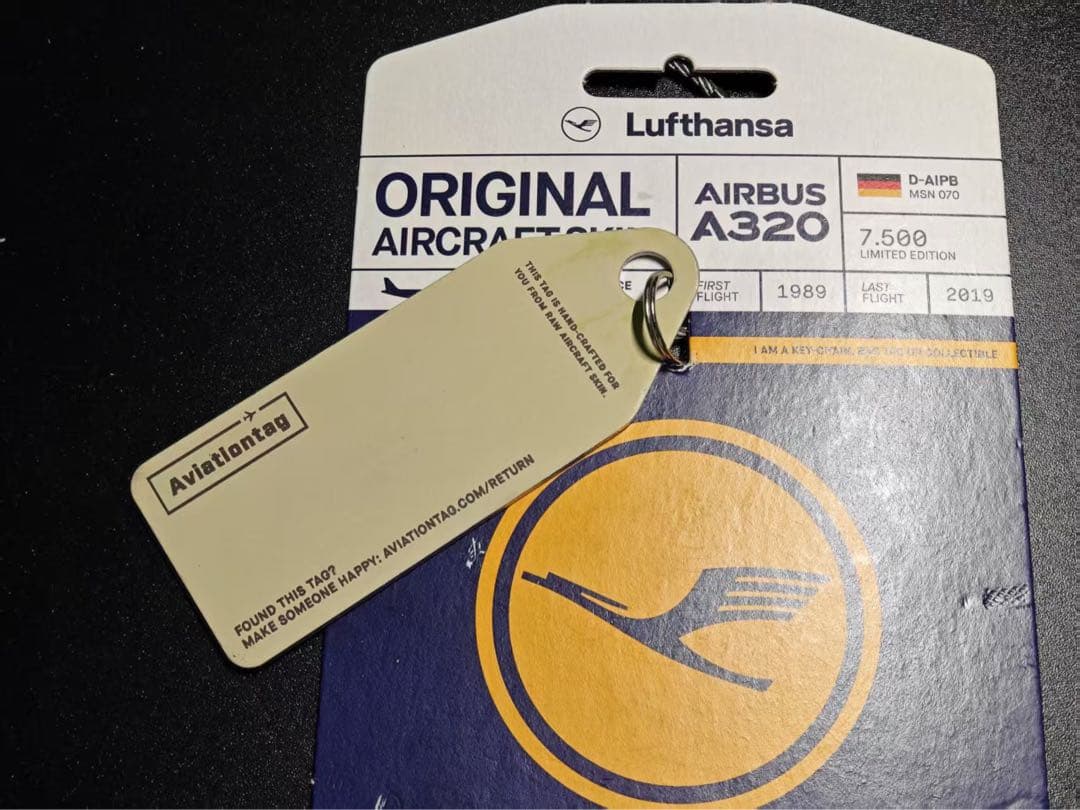 Lufthansa
ORIGINAL
AIRCRAFT SKIN
AIRBUS
A320
D-AIPB
MSN 070
7.500
LIMITED EDITION
CE
FIRST
FLIGHT
1989
LAST
FLIGHT
2019
I AM A KEY-CHAIN, BAG TAG OR COLLECTIBLE
THIS TAG IS HAND-CRAFTED FOR
YOU FROM RAW AIRCRAFT SKIN.
Aviationtag
FOUND THIS TAG?
MAKE SOMEONE HAPPY: AVIATIONTAG.COM/RETURN